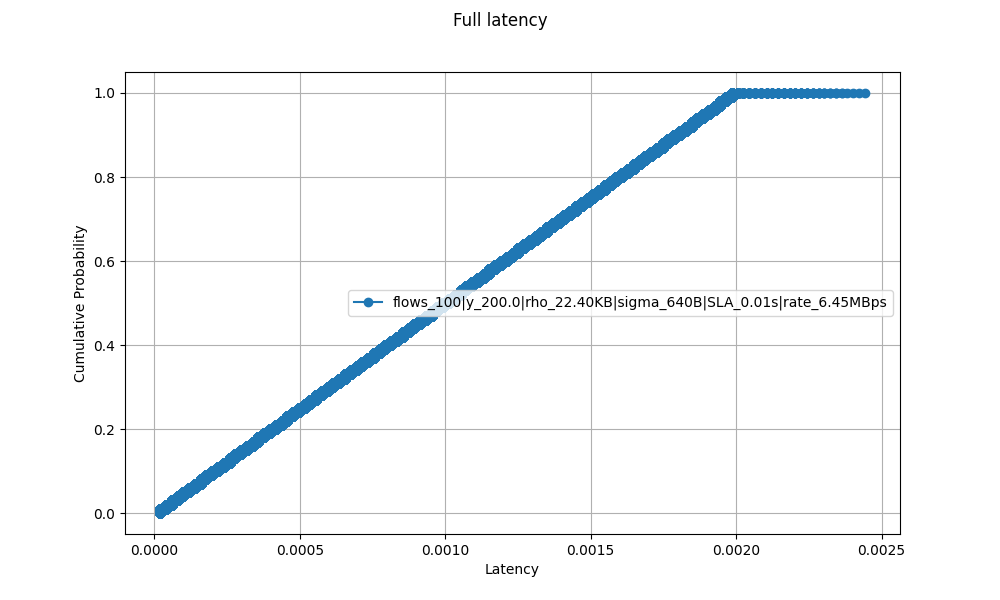 Full latency
1.0
0.8
0.6
0.4
0.2
0.0
Cumulative Probability
flows_100|y_200.0|rho_22.40KB|sigma_640B|SLA_0.01s|rate_6.45MBps
0.0000 0.0005 0.0010 0.0015 0.0020 0.0025
Latency